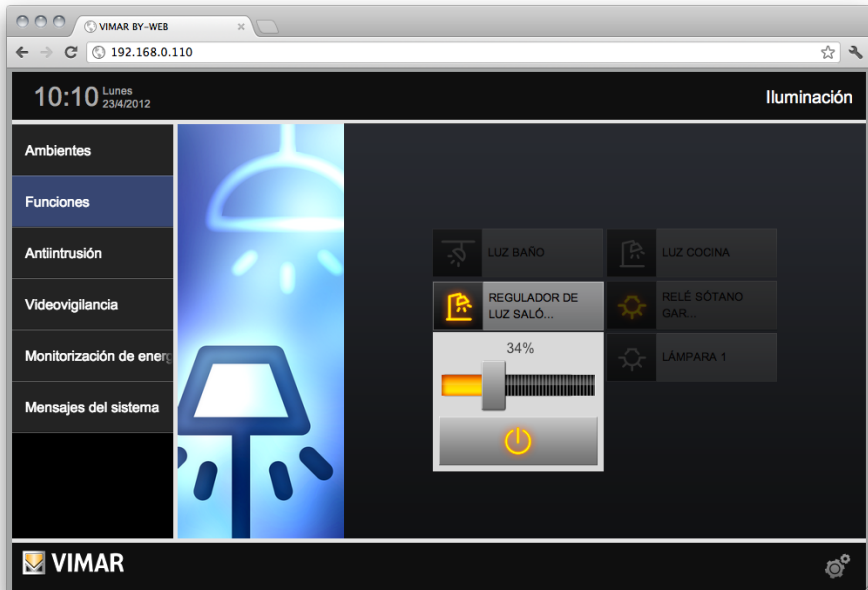 VIMAR BY-WEB
192.168.0.110
10:10
Lunes
23/4/2012
Iluminación
Ambientes
Funciones
Antiintrusión
Videovigilancia
Monitorización de energ
Mensajes del sistema
LUZ BAÑO
LUZ COCINA
REGULADOR DE
LUZ SALÓ...
RELÉ SÓTANO
GAR...
34%
LÁMPARA 1
VIMAR